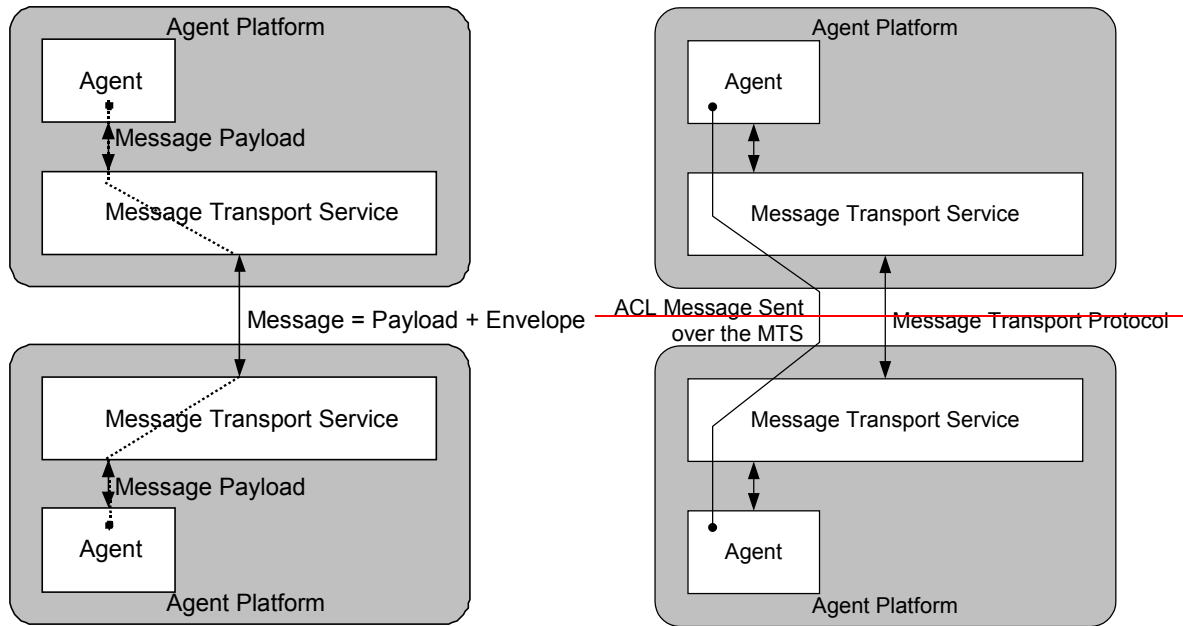 Agent Platform
Agent
Message Payload
Message Transport Service
Message = Payload + Envelope
Message Transport Service
Message Payload
Agent
Agent Platform
Agent Platform
Agent
Message Transport Service
ACL Message Sent
over the MTS
Message Transport Protocol
Message Transport Service
Agent
Agent Platform